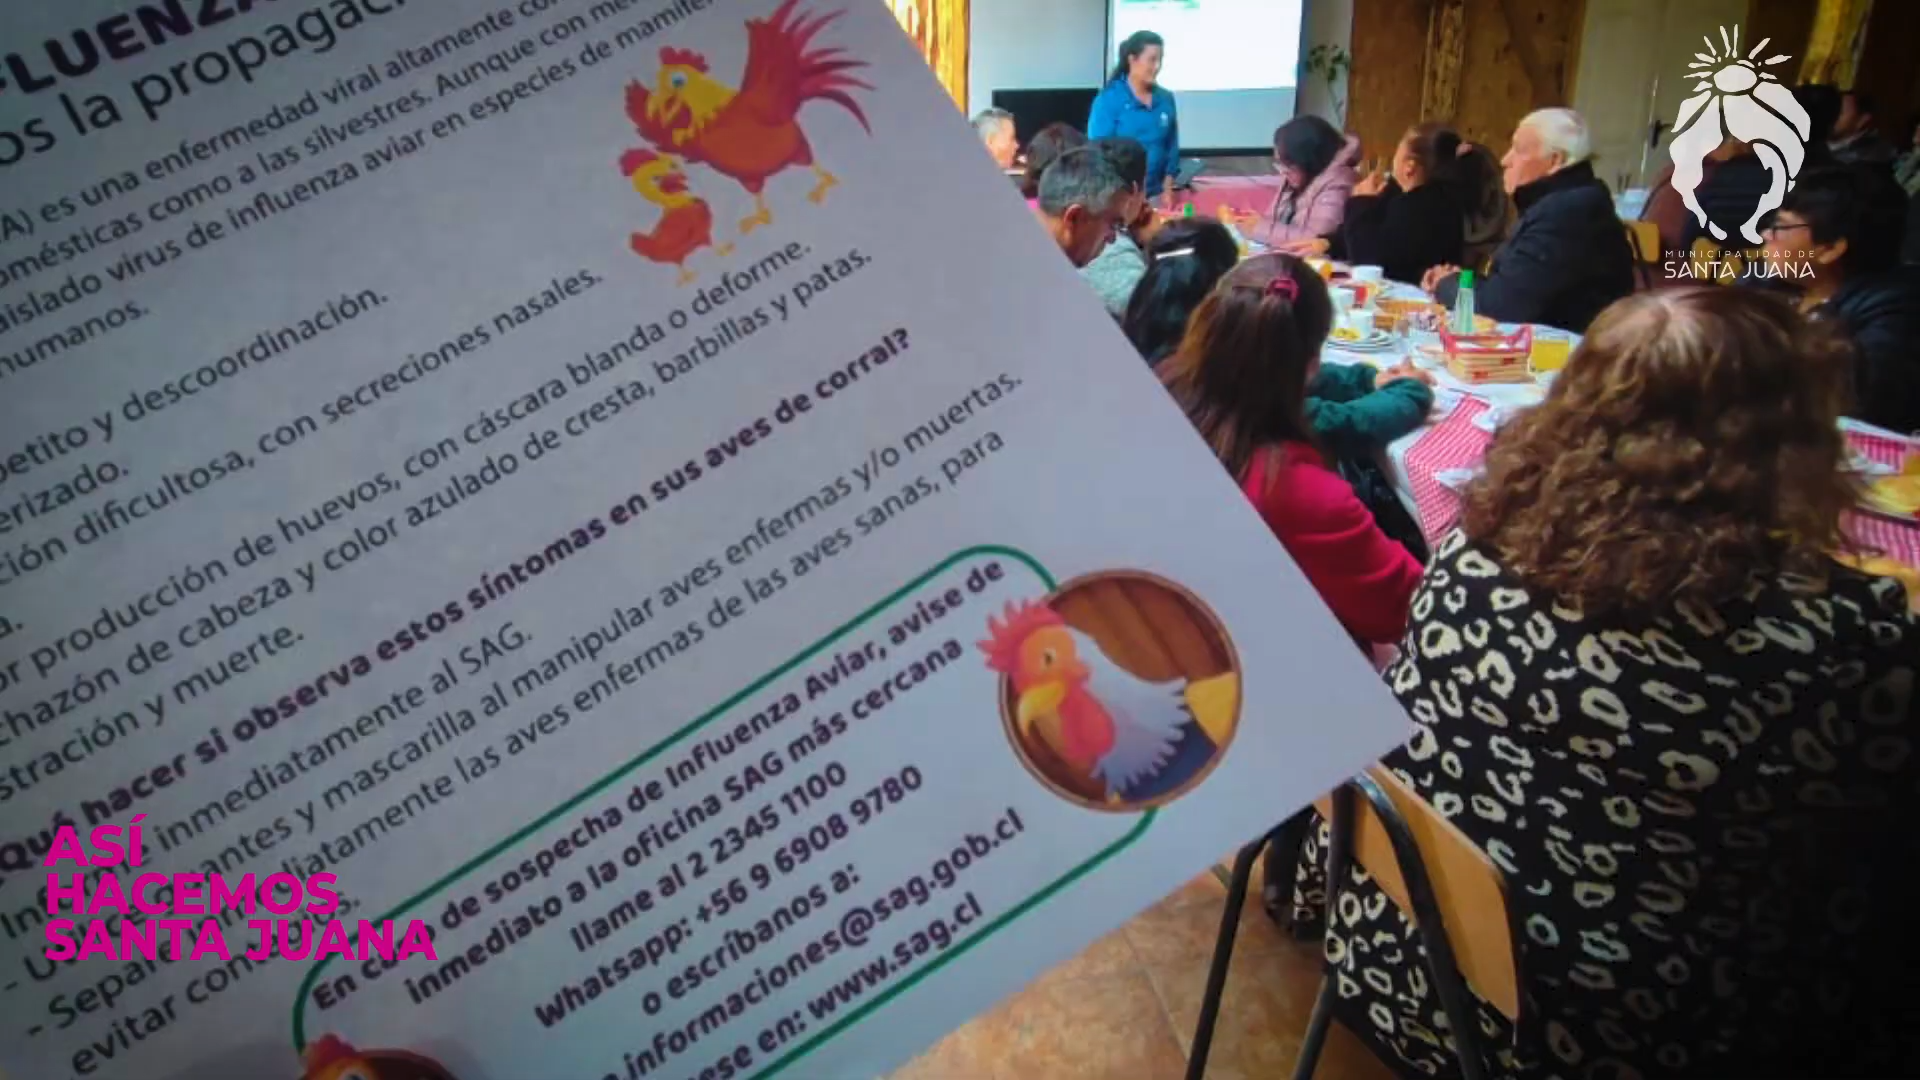 FLUENZA
os la propagac
A) es una enfermedad viral altamente co
omésticas como a las silvestres. Aunque con me
aislado virus de influenza aviar en especies de mamífe
humanos.
petito y descoordinación.
erizado.
ción dificultosa, con secreciones nasales.
a.
or producción de huevos, con cáscara blanda o deforme.
chazón de cabeza y color azulado de cresta, barbillas y patas.
stración y muerte.
¿Qué hacer si observa estos síntomas en sus aves de corral?
inmediatamente al SAG.
antes y mascarilla al manipular aves enfermas y/o muertas.
- Separar inmediatamente las aves enfermas de las aves sanas, para
evitar
En caso de sospecha de Influenza Aviar, avise de
inmediato a la oficina SAG más cercana
llame al 2 2345 1100
Whatsapp: +56 9 6908 9780
o escríbanos a:
informaciones@sag.gob.cl
ese en: www.sag.cl
ASÍ
HACEMOS
SANTA JUANA
MUNICIPALIDAD DE
SANTA JUANA